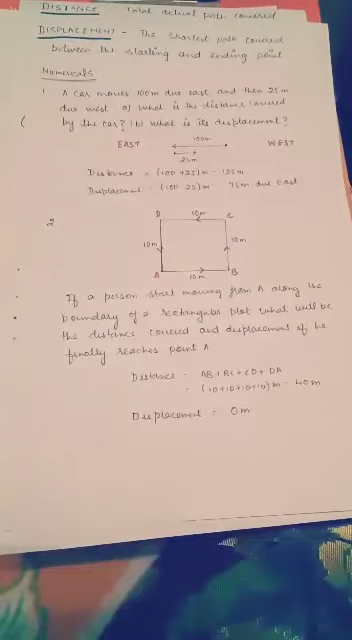 DISTANCE - Total actual path covered
DISPLACEMENT - The shortest path covered
between the starting and ending point
Numericals
1 A car moves 100m due east and then 25m
due west a) What is the distance covered
( by the car? (b) What is its displacement?
EAST 100m WEST
25m
Distance = (100+25)m = 125m
Displacement = (100-25)m = 75m due east
2
D 10m C
10m 10m
A 10m B
If a person start moving from A along the
boundary of a rectangular plot what will be
the distance covered and displacement if he
finally reaches point A
Distance = AB+BC+CD+DA
= (10+10+10+10)m = 40m
Displacement = 0m